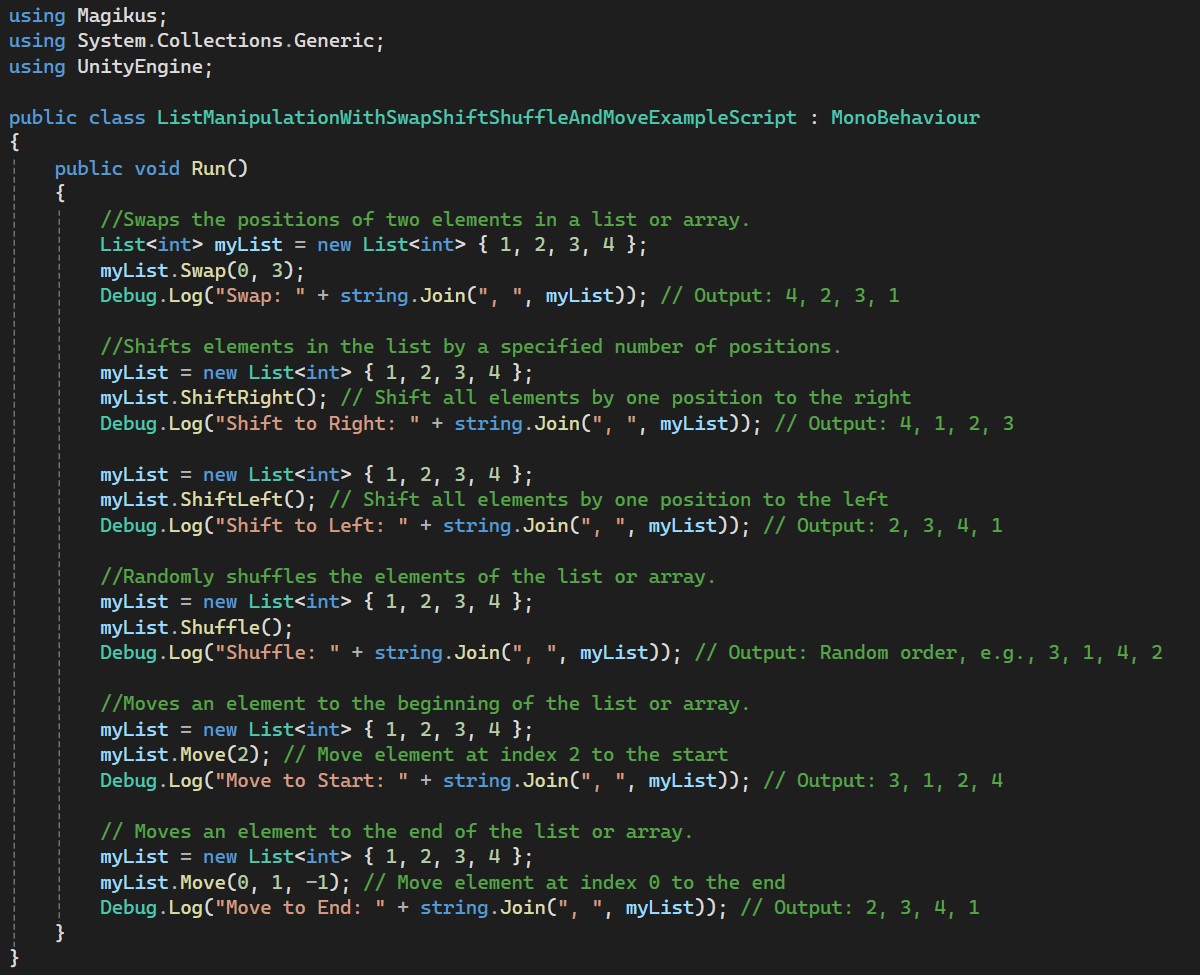 using Magikus;
using System.Collections.Generic;
using UnityEngine;

public class ListManipulationWithSwapShiftShuffleAndMoveExampleScript : MonoBehaviour
{
    public void Run()
    {
        //Swaps the positions of two elements in a list or array.
        List<int> myList = new List<int> { 1, 2, 3, 4 };
        myList.Swap(0, 3);
        Debug.Log("Swap: " + string.Join(", ", myList)); // Output: 4, 2, 3, 1

        //Shifts elements in the list by a specified number of positions.
        myList = new List<int> { 1, 2, 3, 4 };
        myList.ShiftRight(); // Shift all elements by one position to the right
        Debug.Log("Shift to Right: " + string.Join(", ", myList)); // Output: 4, 1, 2, 3

        myList = new List<int> { 1, 2, 3, 4 };
        myList.ShiftLeft(); // Shift all elements by one position to the left
        Debug.Log("Shift to Left: " + string.Join(", ", myList)); // Output: 2, 3, 4, 1

        //Randomly shuffles the elements of the list or array.
        myList = new List<int> { 1, 2, 3, 4 };
        myList.Shuffle();
        Debug.Log("Shuffle: " + string.Join(", ", myList)); // Output: Random order, e.g., 3, 1, 4, 2

        //Moves an element to the beginning of the list or array.
        myList = new List<int> { 1, 2, 3, 4 };
        myList.Move(2); // Move element at index 2 to the start
        Debug.Log("Move to Start: " + string.Join(", ", myList)); // Output: 3, 1, 2, 4

        // Moves an element to the end of the list or array.
        myList = new List<int> { 1, 2, 3, 4 };
        myList.Move(0, 1, -1); // Move element at index 0 to the end
        Debug.Log("Move to End: " + string.Join(", ", myList)); // Output: 2, 3, 4, 1
    }
}